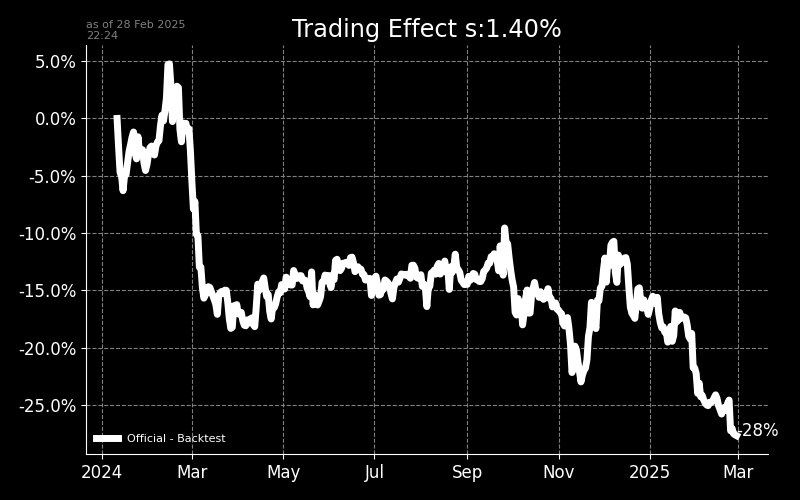 as of 28 Feb 2025
22:24
Trading Effect s:1.40%
5.0%
0.0%
-5.0%
-10.0%
-15.0%
-20.0%
-25.0%
-28%
Official - Backtest
2024 Mar May Jul Sep Nov 2025 Mar